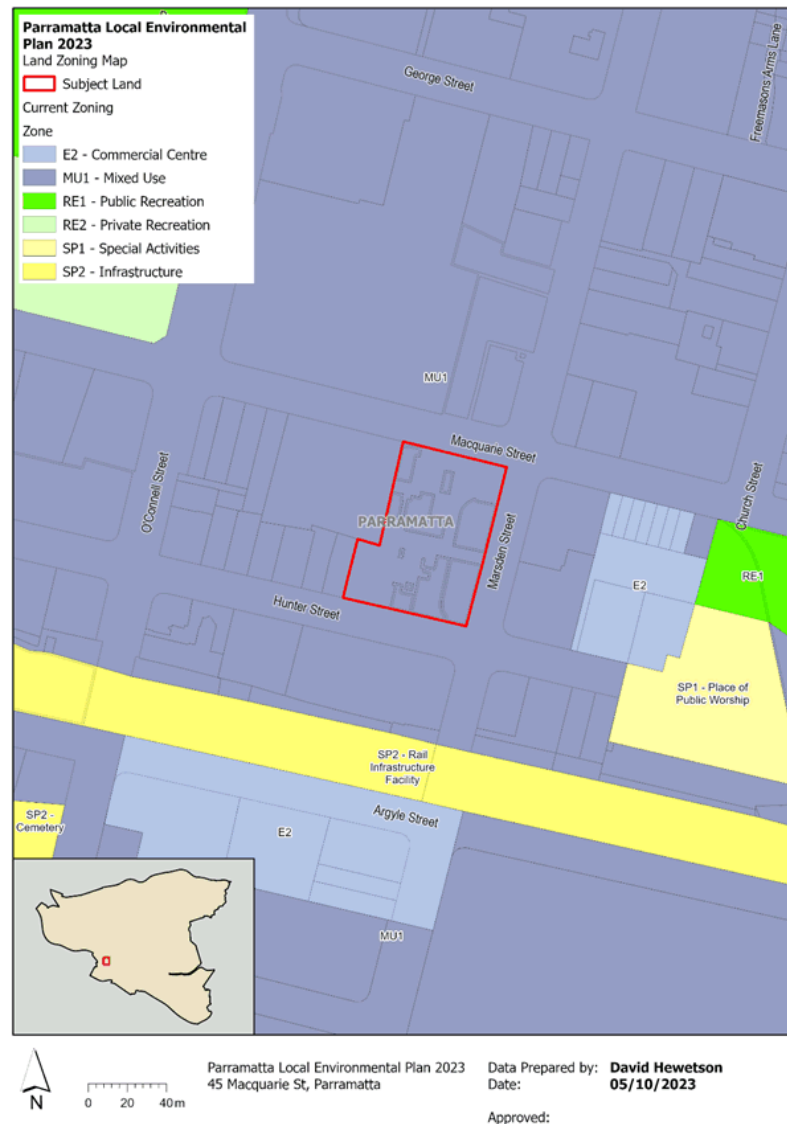 Parramatta Local Environmental
Plan 2023
Land Zoning Map
Subject Land
Current Zoning
Zone
E2 - Commercial Centre
MU1 - Mixed Use
RE1 - Public Recreation
RE2 - Private Recreation
SP1 - Special Activities
SP2 - Infrastructure
George Street
Freemasons Arms Lane
MU1
Macquarie Street
O'Connell Street
PARRAMATTA
Marsden Street
Church Street
E2
RE1
Hunter Street
SP1 - Place of
Public Worship
SP2 - Rail
Infrastructure
Facility
Argyle Street
SP2 -
Cemetery
E2
MU1
N
0 20 40m
Parramatta Local Environmental Plan 2023
45 Macquarie St, Parramatta
Data Prepared by: David Hewetson
Date: 05/10/2023
Approved: